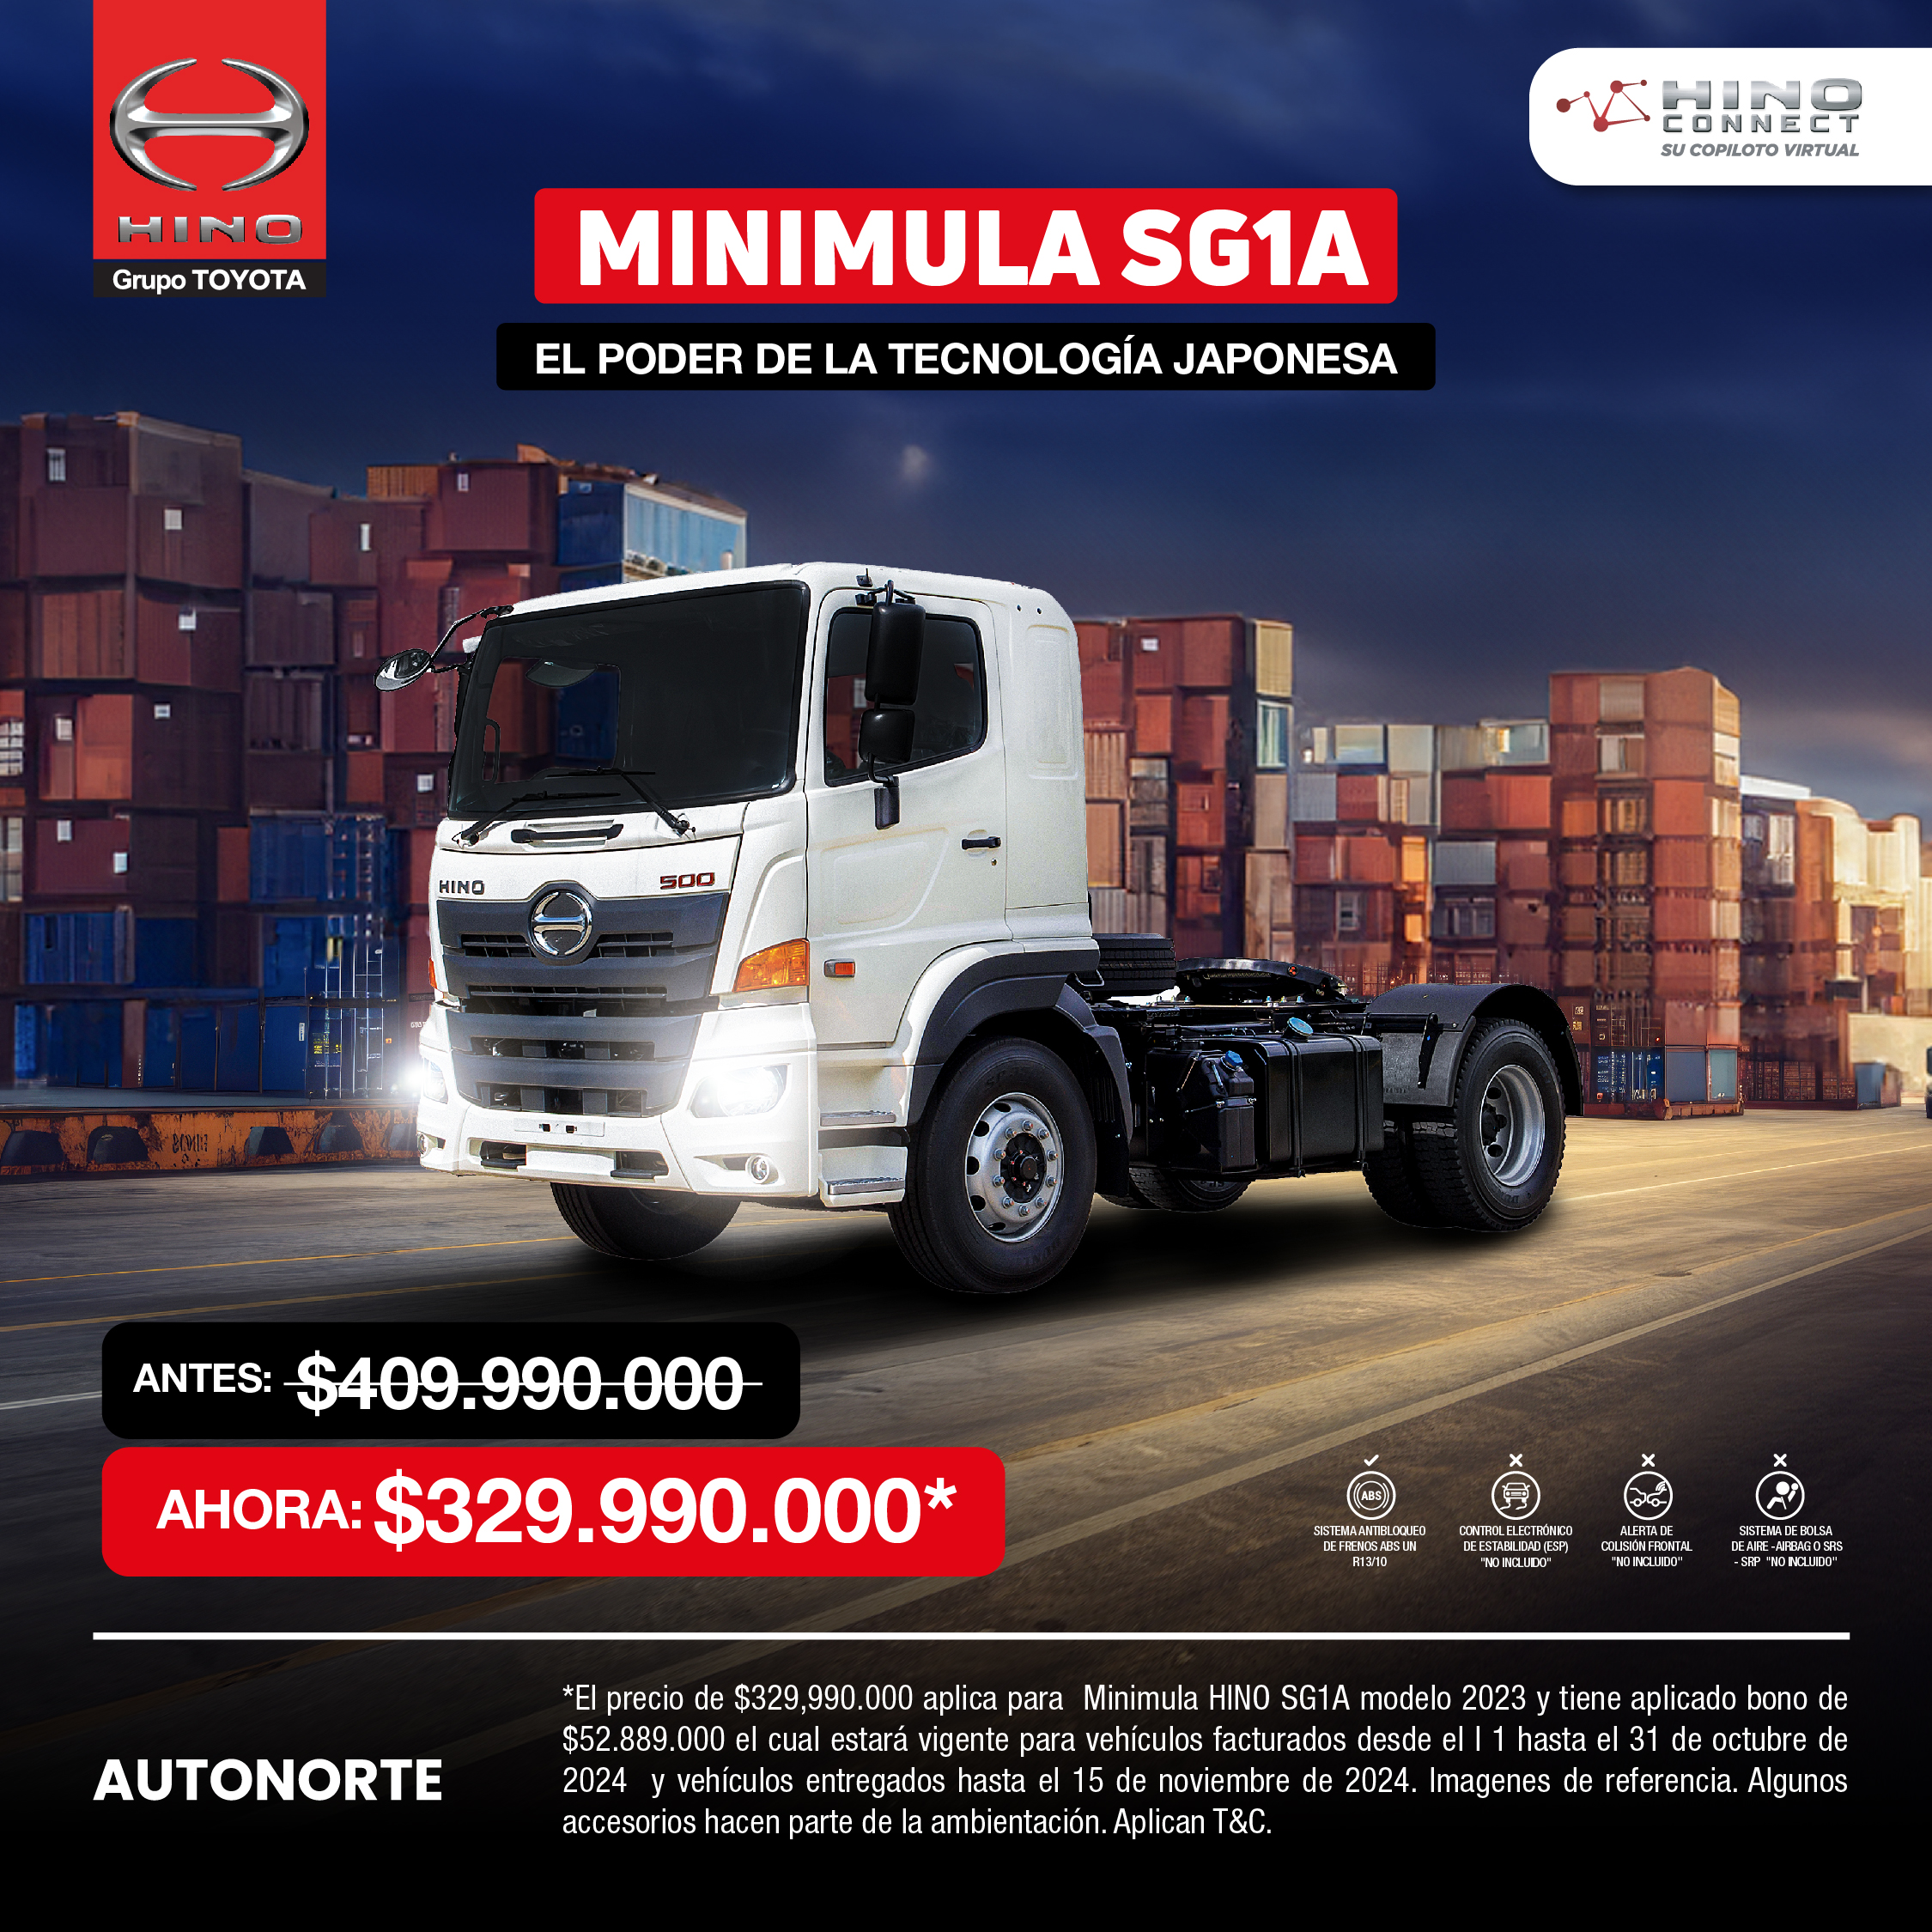 HINO
Grupo TOYOTA
HINO
CONNECT
SU COPILOTO VIRTUAL
MINIMULA SG1A
EL PODER DE LA TECNOLOGÍA JAPONESA
HINO
500
ANTES: $409.990.000
AHORA: $329.990.000*
ABS
SISTEMA ANTIBLOQUEO
DE FRENOS ABS UN
R13/10
CONTROL ELECTRÓNICO
DE ESTABILIDAD (ESP)
"NO INCLUIDO"
ALERTA DE
COLISIÓN FRONTAL
"NO INCLUIDO"
SISTEMA DE BOLSA
DE AIRE -AIRBAG O SRS
- SRP "NO INCLUIDO"
AUTONORTE
*El precio de $329,990.000 aplica para Minimula HINO SG1A modelo 2023 y tiene aplicado bono de
$52.889.000 el cual estará vigente para vehículos facturados desde el l 1 hasta el 31 de octubre de
2024 y vehículos entregados hasta el 15 de noviembre de 2024. Imagenes de referencia. Algunos
accesorios hacen parte de la ambientación. Aplican T&C.